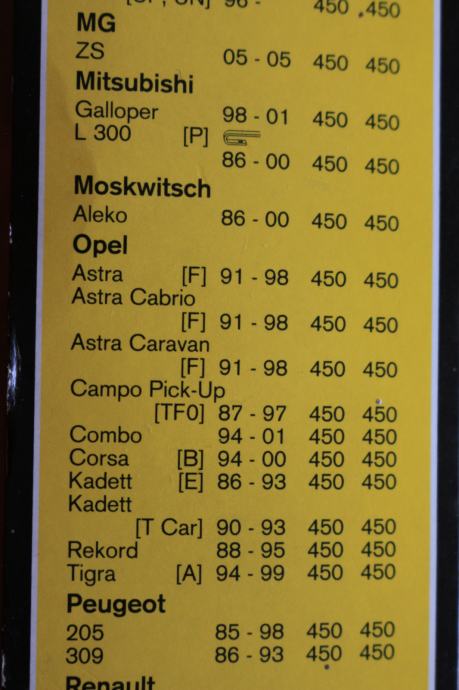 96 - 450 450
MG
ZS 05 - 05 450 450
Mitsubishi
Galloper 98 - 01 450 450
L 300 [P]
86 - 00 450 450
Moskwitsch
Aleko 86 - 00 450 450
Opel
Astra [F] 91 - 98 450 450
Astra Cabrio
[F] 91 - 98 450 450
Astra Caravan
[F] 91 - 98 450 450
Campo Pick-Up
[TF0] 87 - 97 450 450
Combo 94 - 01 450 450
Corsa [B] 94 - 00 450 450
Kadett [E] 86 - 93 450 450
Kadett
[T Car] 90 - 93 450 450
Rekord 88 - 95 450 450
Tigra [A] 94 - 99 450 450
Peugeot
205 85 - 98 450 450
309 86 - 93 450 450
Renault